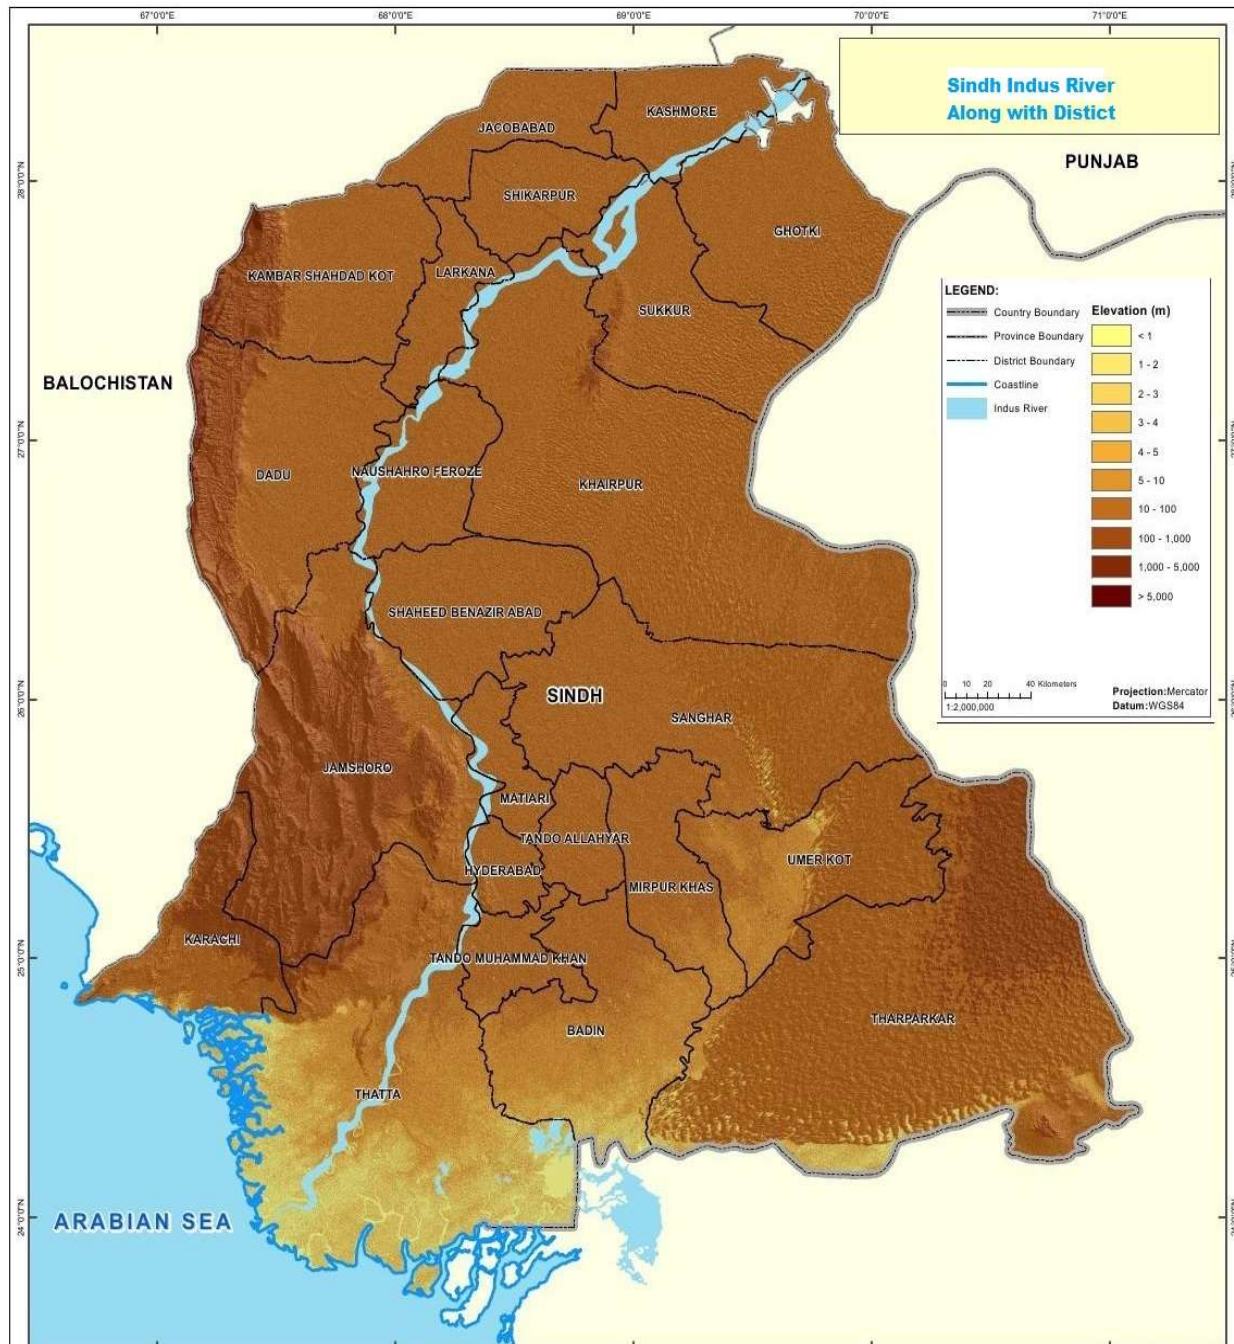 67°0'0"E 68°0'0"E 69°0'0"E 70°0'0"E 71°0'0"E
Sindh Indus River
Along with Distict
PUNJAB
KASHMORE
JACOBABAD
SHIKARPUR
GHOTKI
KAMBAR SHAHDAD KOT
LARKANA
SUKKUR
BALOCHISTAN
DADU
NAUSHAHRO FEROZE
KHAIRPUR
SHAHEED BENAZIR ABAD
SINDH
SANGHAR
JAMSHORO
MATIARI
TANDO ALLAHYAR
HYDERABAD
UMER KOT
MIRPUR KHAS
KARACHI
TANDO MUHAMMAD KHAN
THARPARKAR
BADIN
THATTA
ARABIAN SEA
LEGEND:
Country Boundary
Province Boundary
District Boundary
Coastline
Indus River
Elevation (m)
< 1
1 - 2
2 - 3
3 - 4
4 - 5
5 - 10
10 - 100
100 - 1,000
1,000 - 5,000
> 5,000
0 10 20 40 Kilometers
1:2,000,000
Projection:Mercator
Datum:WGS84
28°0'0"N
27°0'0"N
26°0'0"N
25°0'0"N
24°0'0"N